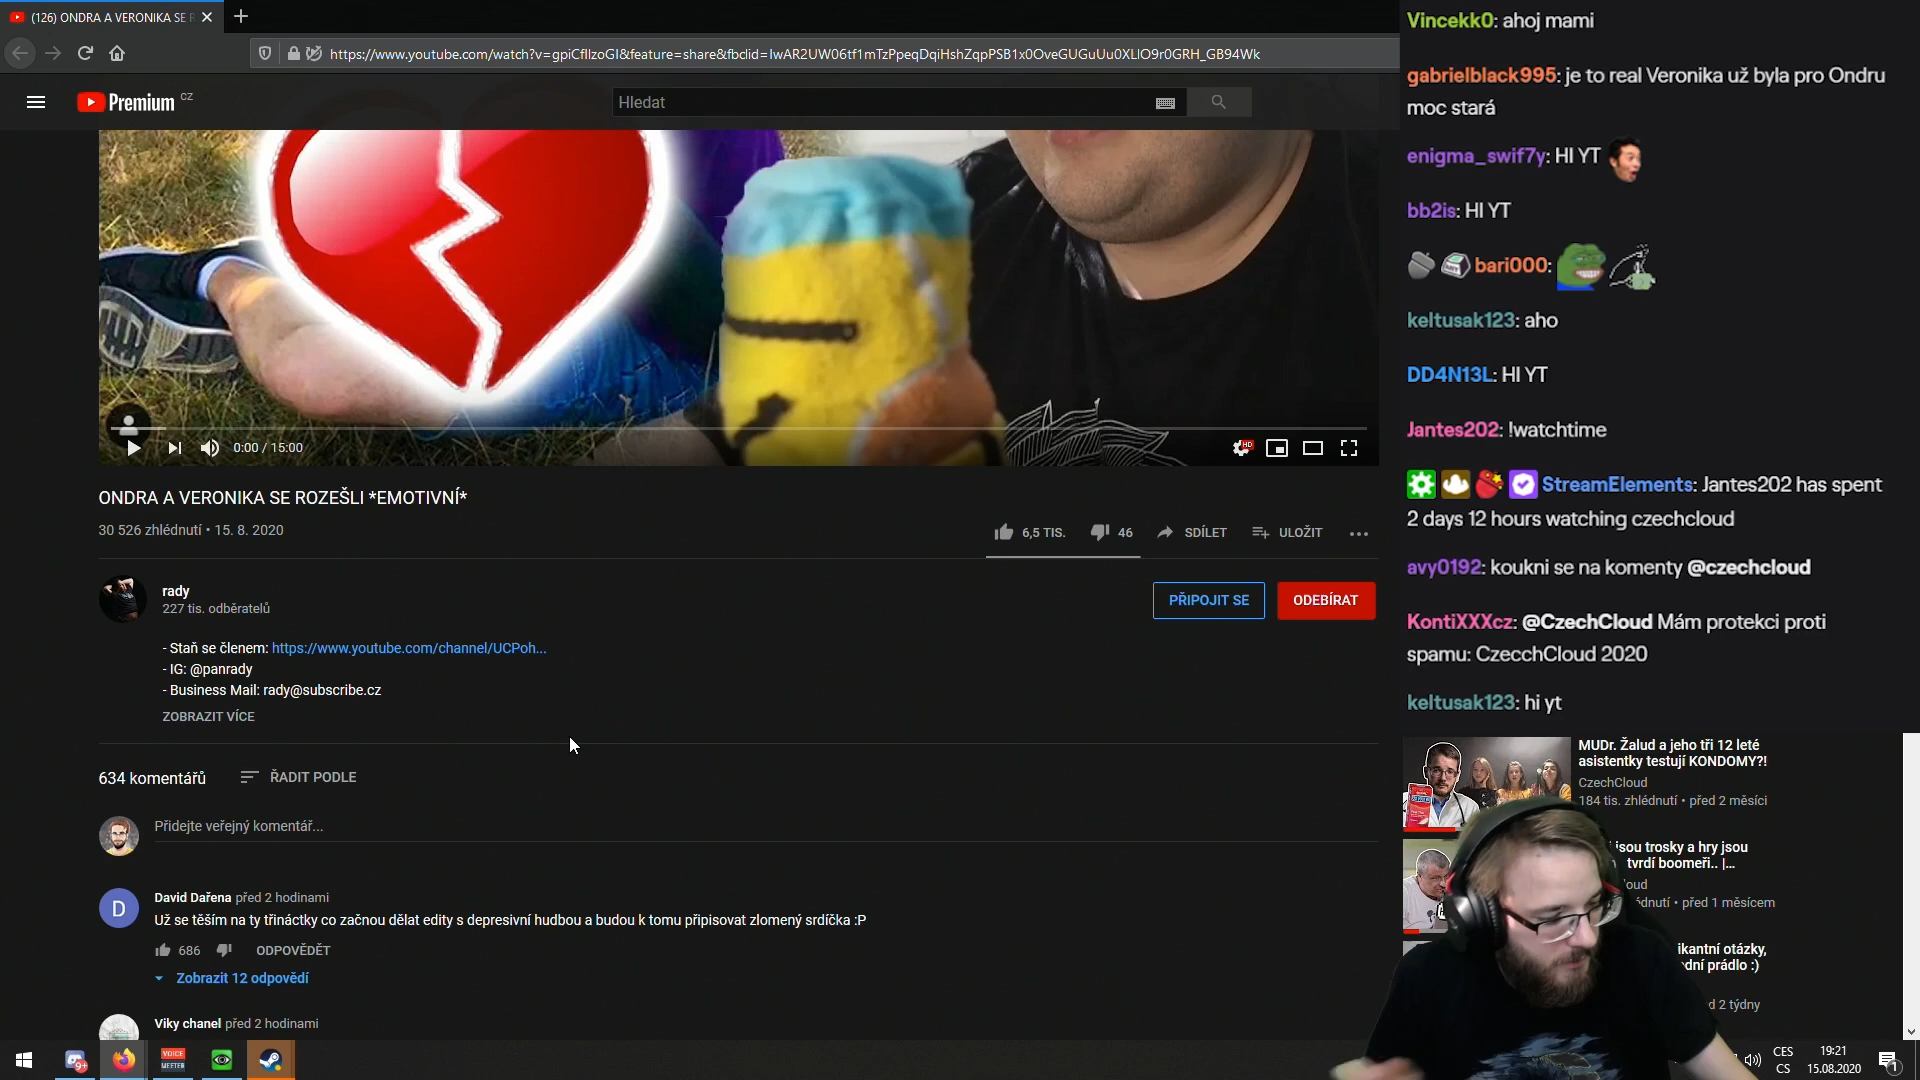 (126) ONDRA A VERONIKA SE R
https://www.youtube.com/watch?v=gpiCfIlzoGI&feature=share&fbclid=IwAR2UW06tf1mTzPpeqDqiHshZqpPSB1x0OveGUGuUu0XLIO9r0GRH_GB94Wk
Premium CZ
Hledat
0:00 / 15:00
HD
ONDRA A VERONIKA SE ROZEŠLI *EMOTIVNÍ*
30 526 zhlédnutí • 15. 8. 2020
6,5 TIS.
46
SDÍLET
ULOŽIT
rady
227 tis. odběratelů
PŘIPOJIT SE
ODEBÍRAT
- Staň se členem: https://www.youtube.com/channel/UCPoh...
- IG: @panrady
- Business Mail: rady@subscribe.cz
ZOBRAZIT VÍCE
634 komentářů
ŘADIT PODLE
Přidejte veřejný komentář...
D
David Dařena před 2 hodinami
Už se těším na ty třináctky co začnou dělat edity s depresivní hudbou a budou k tomu připisovat zlomený srdíčka :P
686
ODPOVĚDĚT
Zobrazit 12 odpovědí
Viky chanel před 2 hodinami
Vincekk0: ahoj mami
gabrielblack995: je to real Veronika už byla pro Ondru
moc stará
enigma_swif7y: HI YT
bb2is: HI YT
bari000:
keltusak123: aho
DD4N13L: HI YT
Jantes202: !watchtime
StreamElements: Jantes202 has spent
2 days 12 hours watching czechcloud
avy0192: koukni se na komenty @czechcloud
KontiXXXcz: @CzechCloud Mám protekci proti
spamu: CzecchCloud 2020
keltusak123: hi yt
MUDr. Žalud a jeho tři 12 leté
asistentky testují KONDOMY?!
CzechCloud
184 tis. zhlédnutí • před 2 měsíci
jsou trosky a hry jsou
tvrdí boomeři.. |...
loud
édnutí • před 1 měsícem
ikantní otázky,
dní prádlo :)
d 2 týdny
9+
VOICE
MEETER
CES
CS
19:21
15.08.2020
1